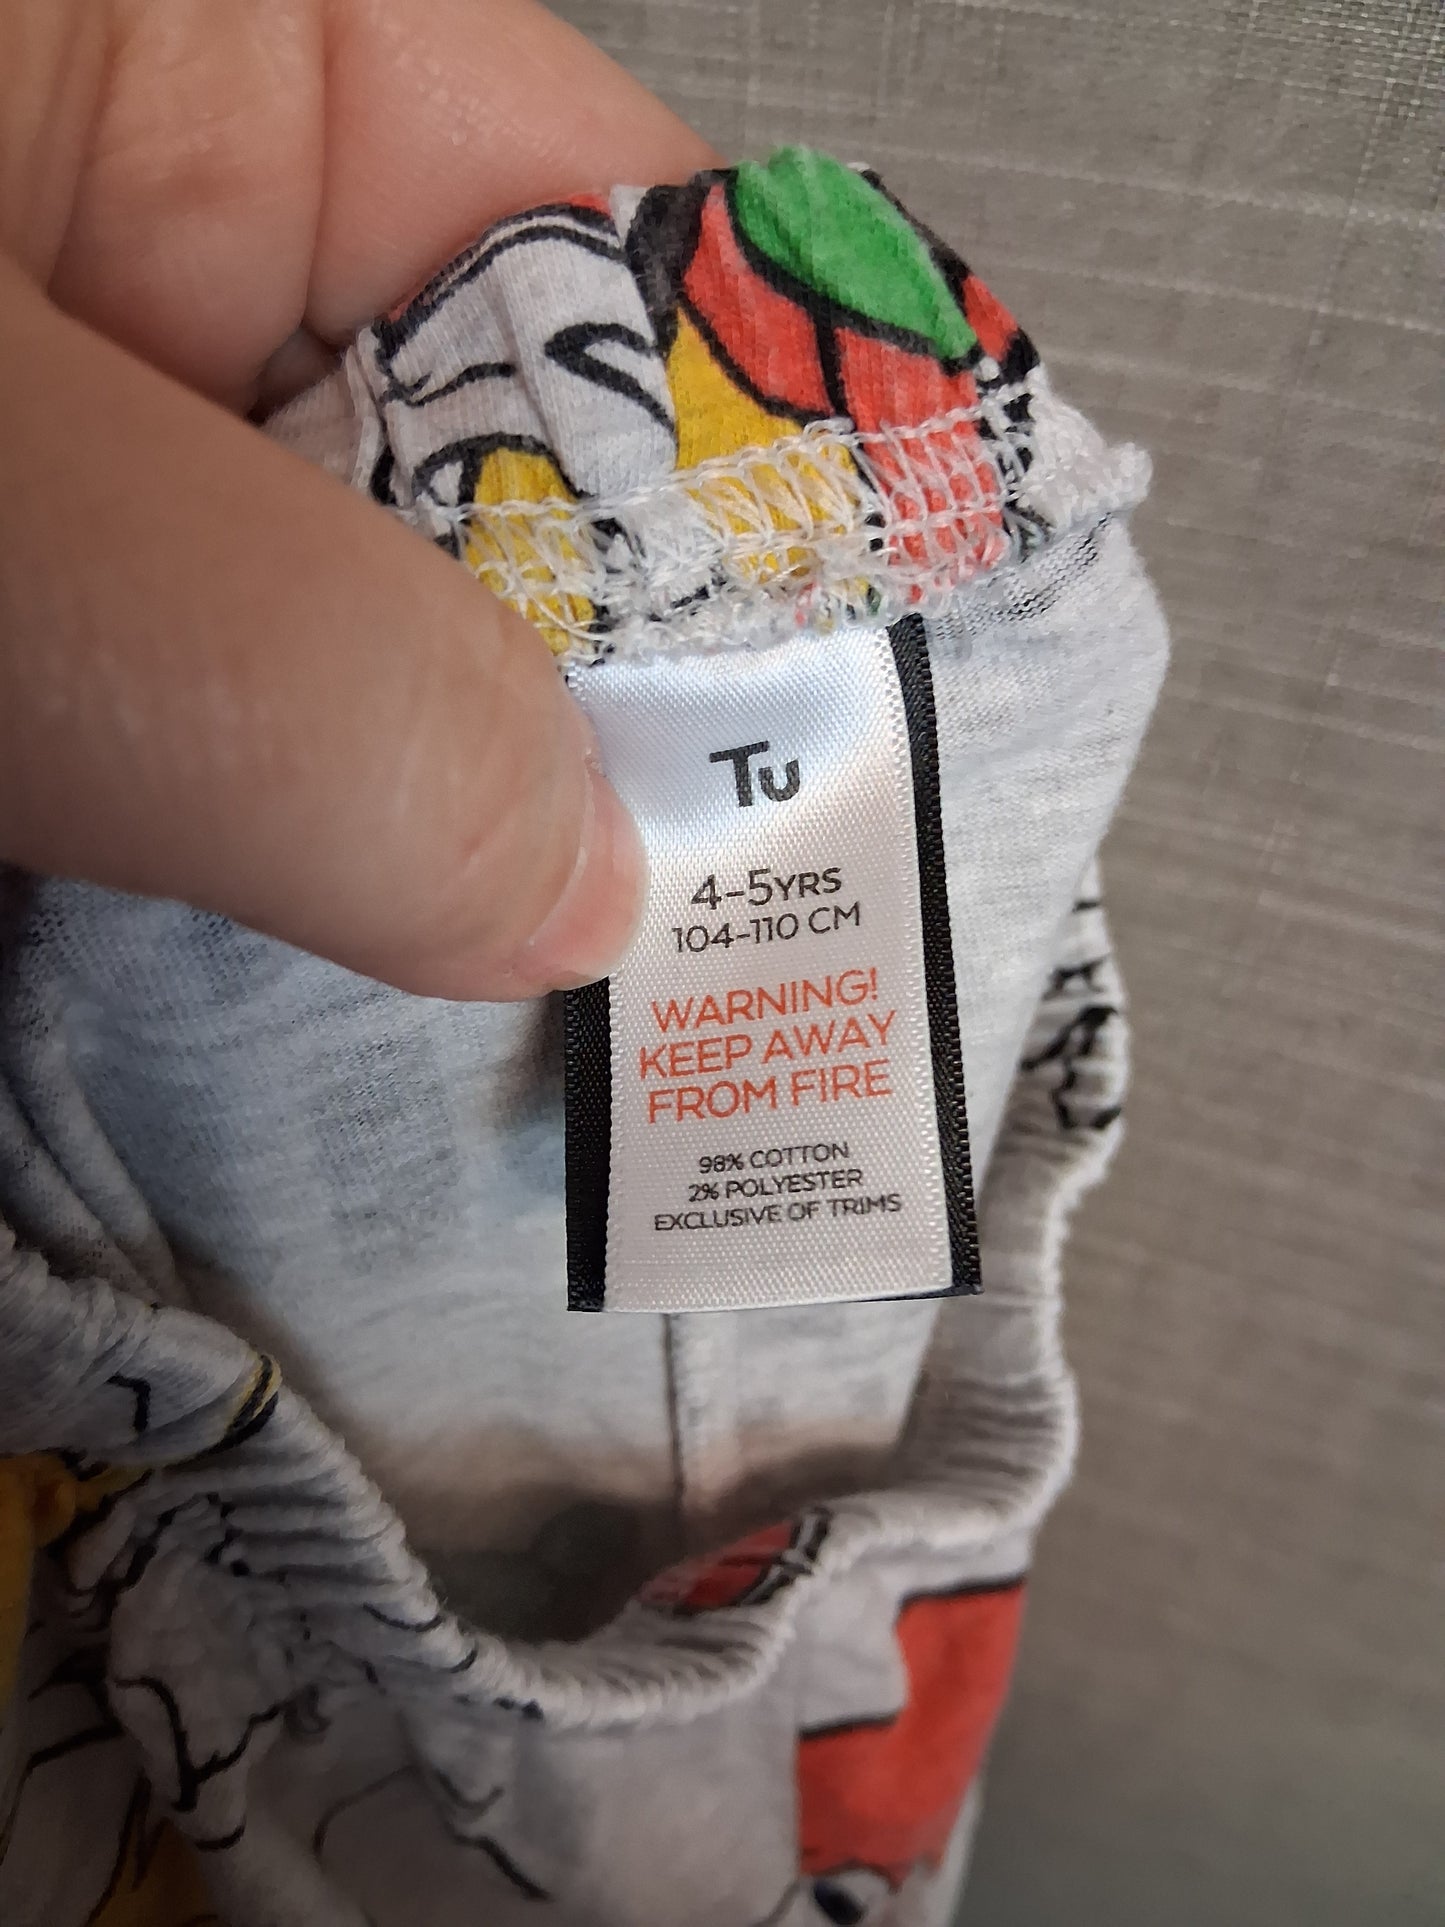 Tu
4-5YRS
104-110 CM
WARNING!
KEEP AWAY
FROM FIRE
98% COTTON
2% POLYESTER
EXCLUSIVE OF TRIMS